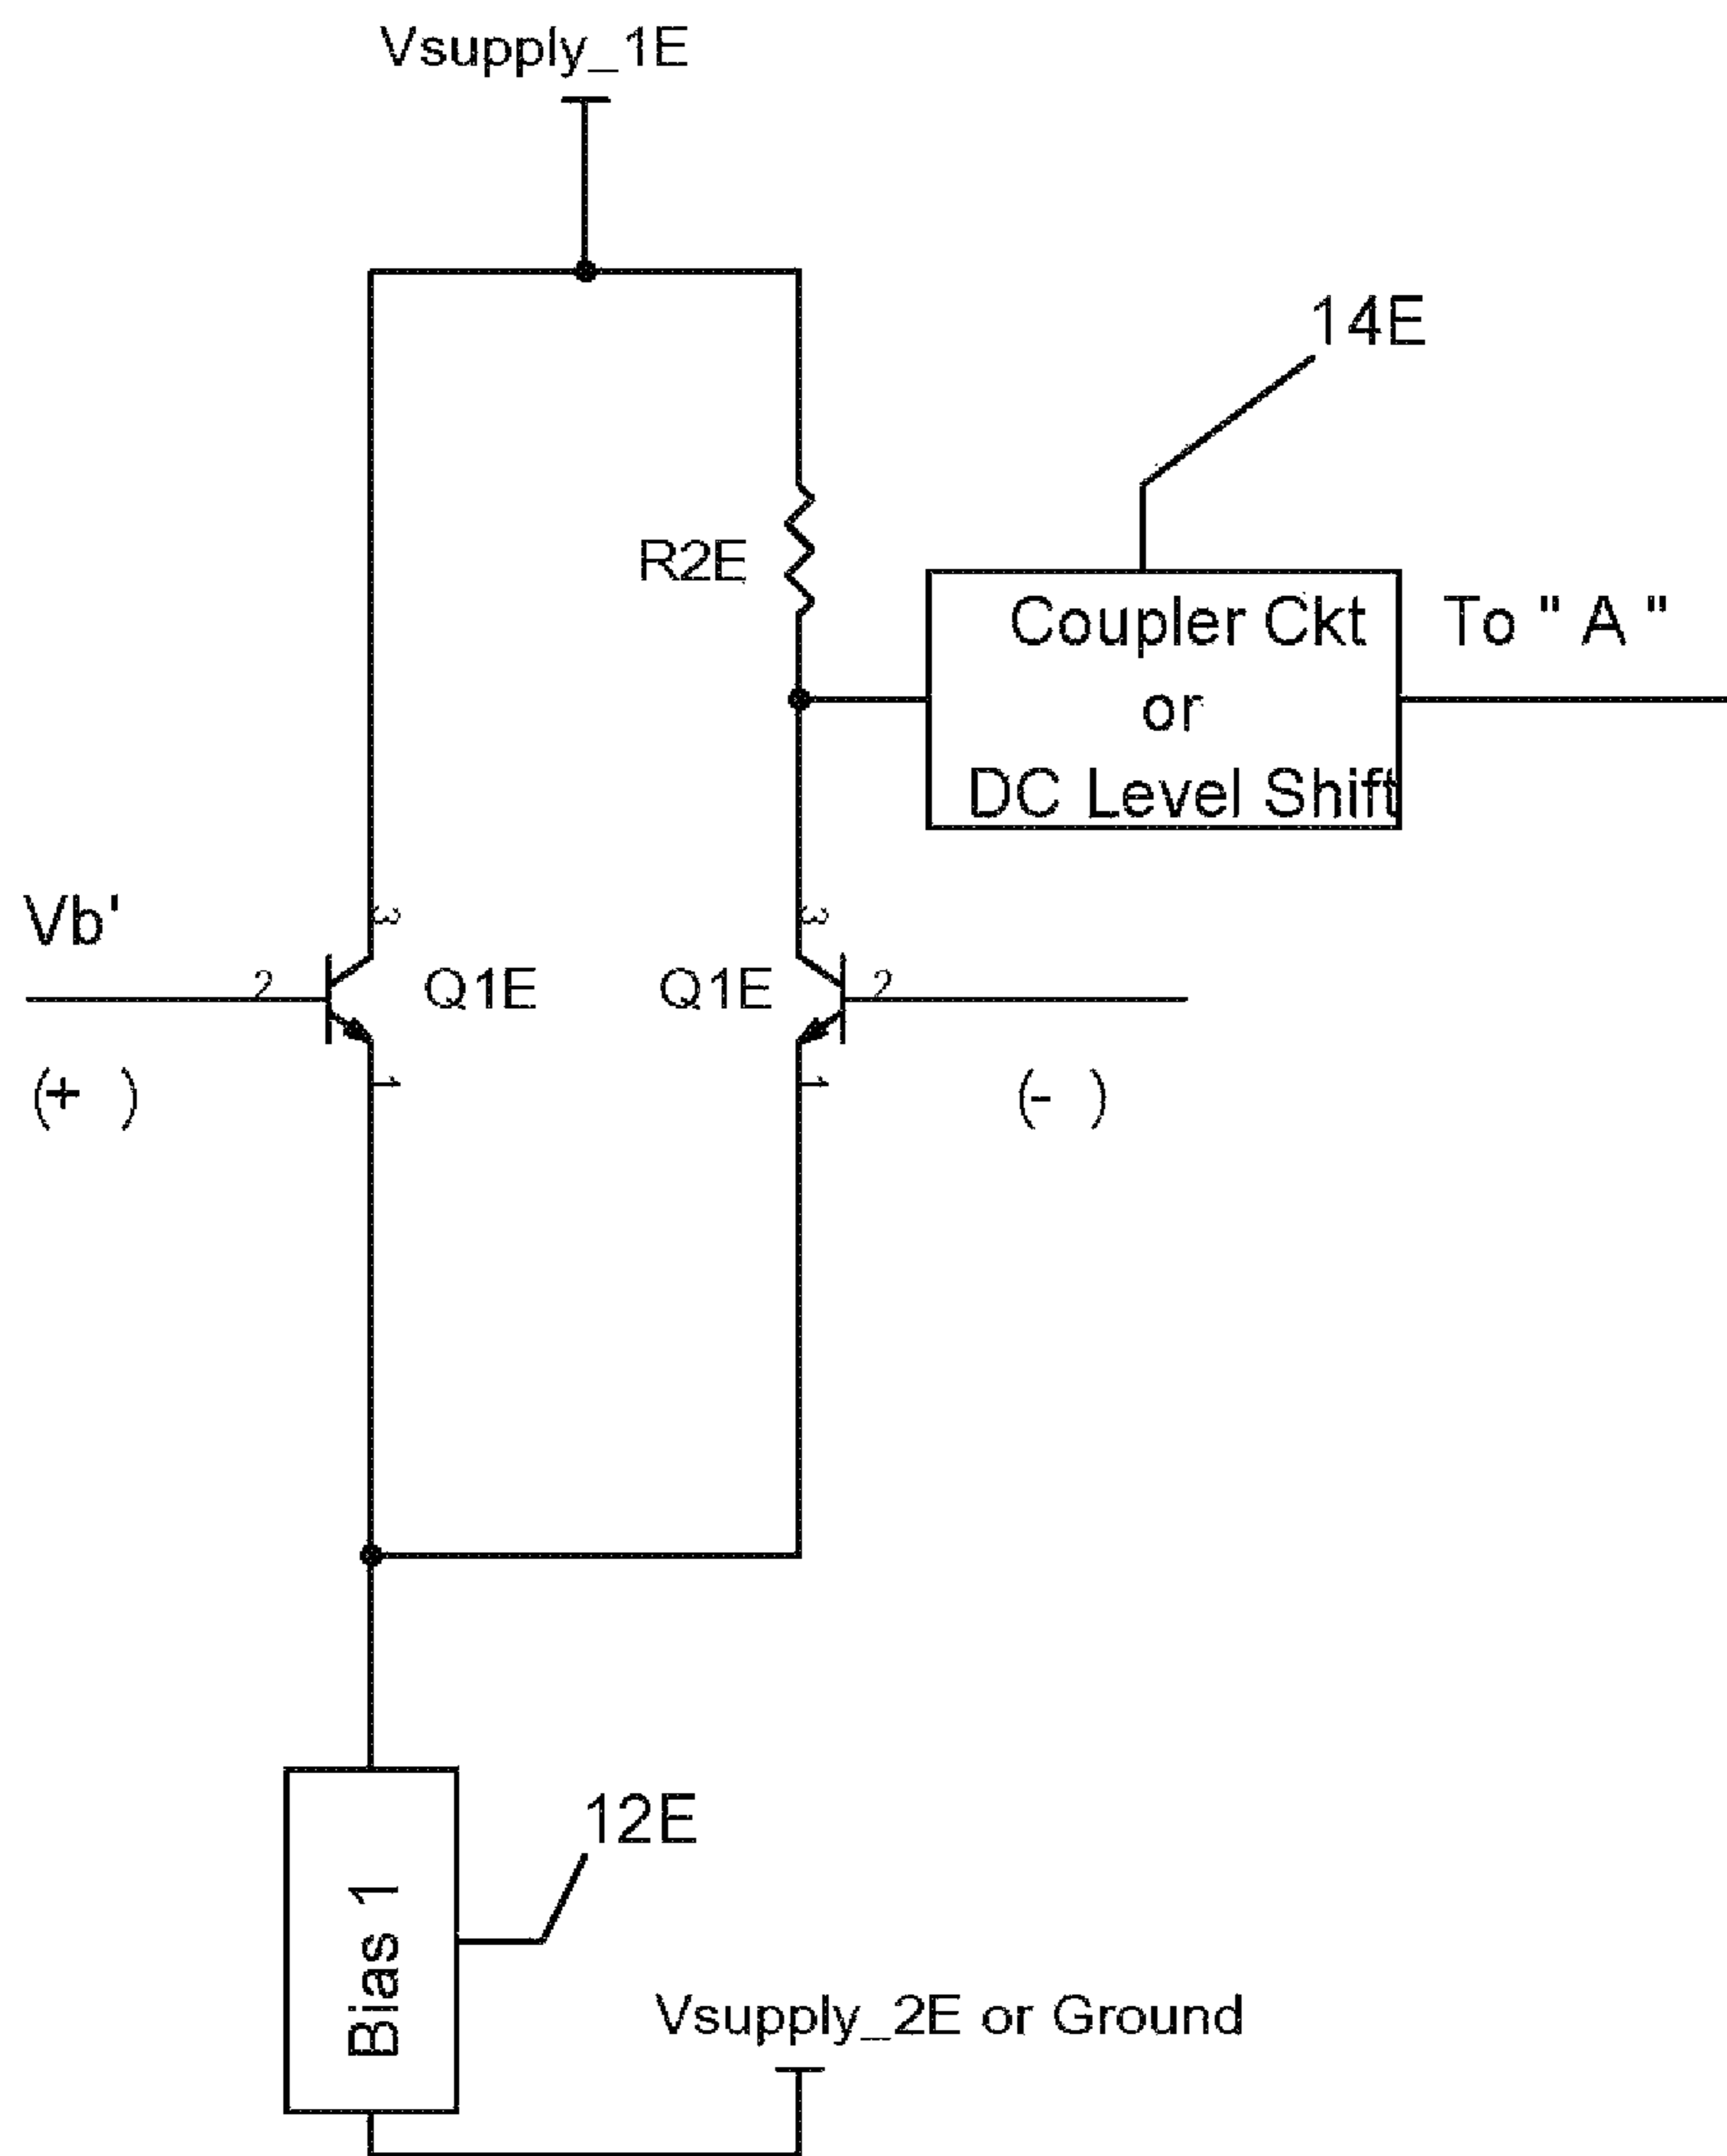 Vsupply_1E
14E
R2E
Coupler Ckt
or
DC Level Shift
To " A "
Vb'
3
3
2
Q1E
Q1E
2
(+ )
1
1
(- )
12E
Bias 1
Vsupply_2E or Ground